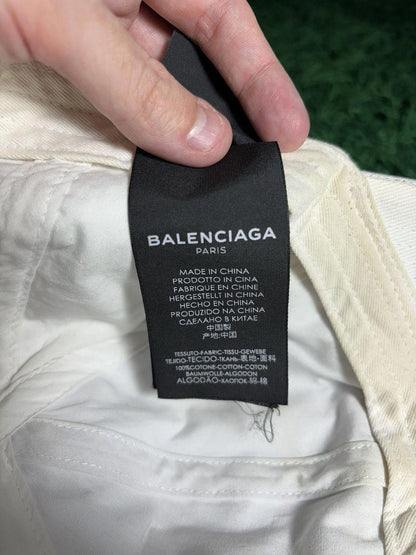 BALENCIAGA
PARIS
MADE IN CHINA
PRODOTTO IN CINA
FABRIQUE EN CHINE
HERGESTELLT IN CHINA
HECHO EN CHINA
PRODUZIDO NA CHINA
СДЕЛАНО В КИТАЕ
中国製
产地:中国
TESSUTO-FABRIC-TISSU-GEWEBE
TEJIDO-TECIDO-ТКАНЬ-表地-面料
100%COTONE-COTTON-COTON
BAUMWOLLE-ALGODON
ALGODÃO-ХЛОПОК-綿-棉